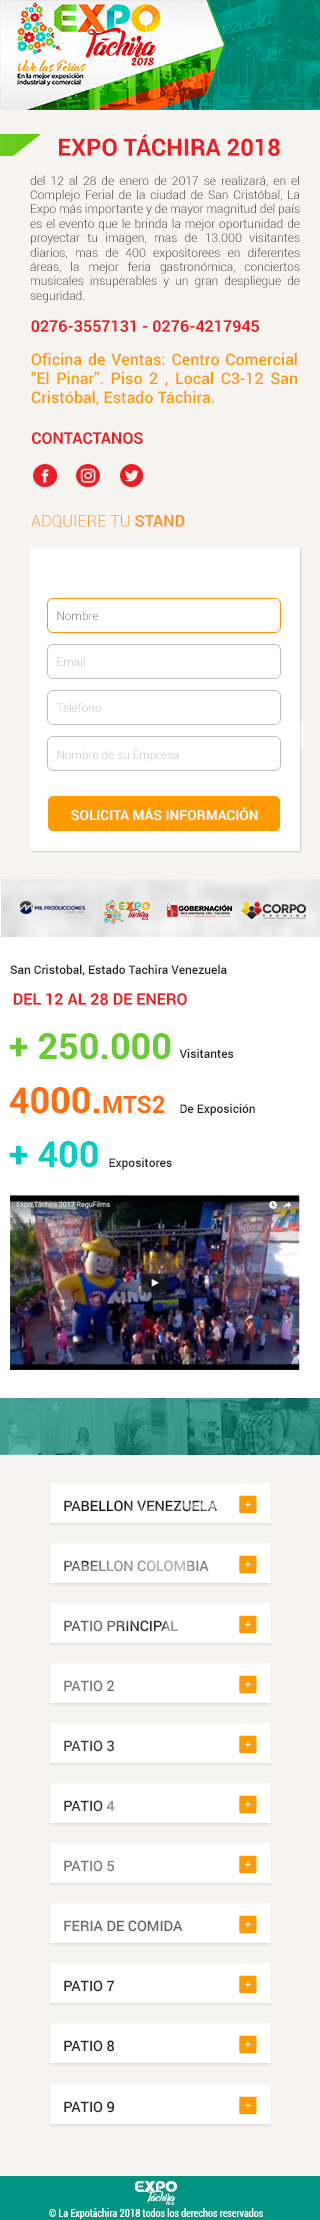 EXPO
Táchira
2018
Vive las Ferias
En la mejor exposición
industrial y comercial
EXPO TÁCHIRA 2018
del 12 al 28 de enero de 2017 se realizará, en el
Complejo Ferial de la ciudad de San Cristóbal, La
Expo más importante y de mayor magnitud del país
es el evento que le brinda la mejor oportunidad de
proyectar tu imagen, mas de 13.000 visitantes
diarios, mas de 400 expositorees en diferentes
áreas, la mejor feria gastronómica, conciertos
musicales insuperables y un gran despliegue de
seguridad.
0276-3557131 - 0276-4217945
Oficina de Ventas: Centro Comercial
"El Pinar". Piso 2 , Local C3-12 San
Cristóbal, Estado Táchira.
CONTACTANOS
ADQUIERE TU STAND
Nombre
Email
Teléfono
Nombre de su Empresa
SOLICITA MÁS INFORMACIÓN
MIL PRODUCCIONES
EXPO
Táchira
GOBERNACIÓN
BOLIVARIANA DEL TÁCHIRA
CORPO
TÁCHIRA
San Cristobal, Estado Tachira Venezuela
DEL 12 AL 28 DE ENERO
+ 250.000 Visitantes
4000.MTS2 De Exposición
+ 400 Expositores
Expo Táchira 2017 ReguFilms
PABELLON VENEZUELA
+
PABELLON COLOMBIA
+
PATIO PRINCIPAL
+
PATIO 2
+
PATIO 3
+
PATIO 4
+
PATIO 5
+
FERIA DE COMIDA
+
PATIO 7
+
PATIO 8
+
PATIO 9
+
EXPO
Táchira
2018
© La Expotáchira 2018 todos los derechos reservados